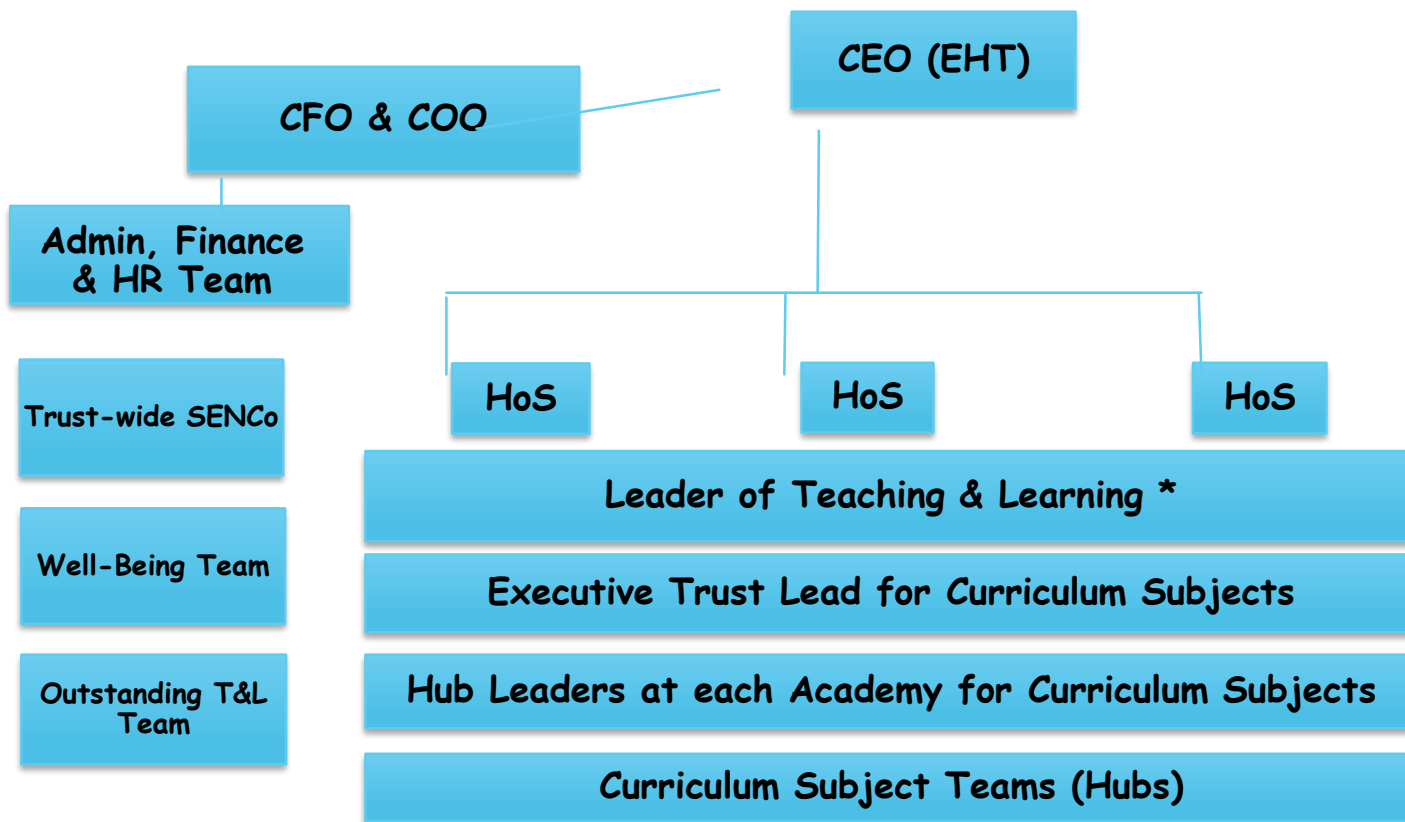 CEO (EHT)
CFO & COO
Admin, Finance
& HR Team
HoS
HoS
HoS
Trust-wide SENCo
Leader of Teaching & Learning *
Well-Being Team
Executive Trust Lead for Curriculum Subjects
Outstanding T&L
Team
Hub Leaders at each Academy for Curriculum Subjects
Curriculum Subject Teams (Hubs)